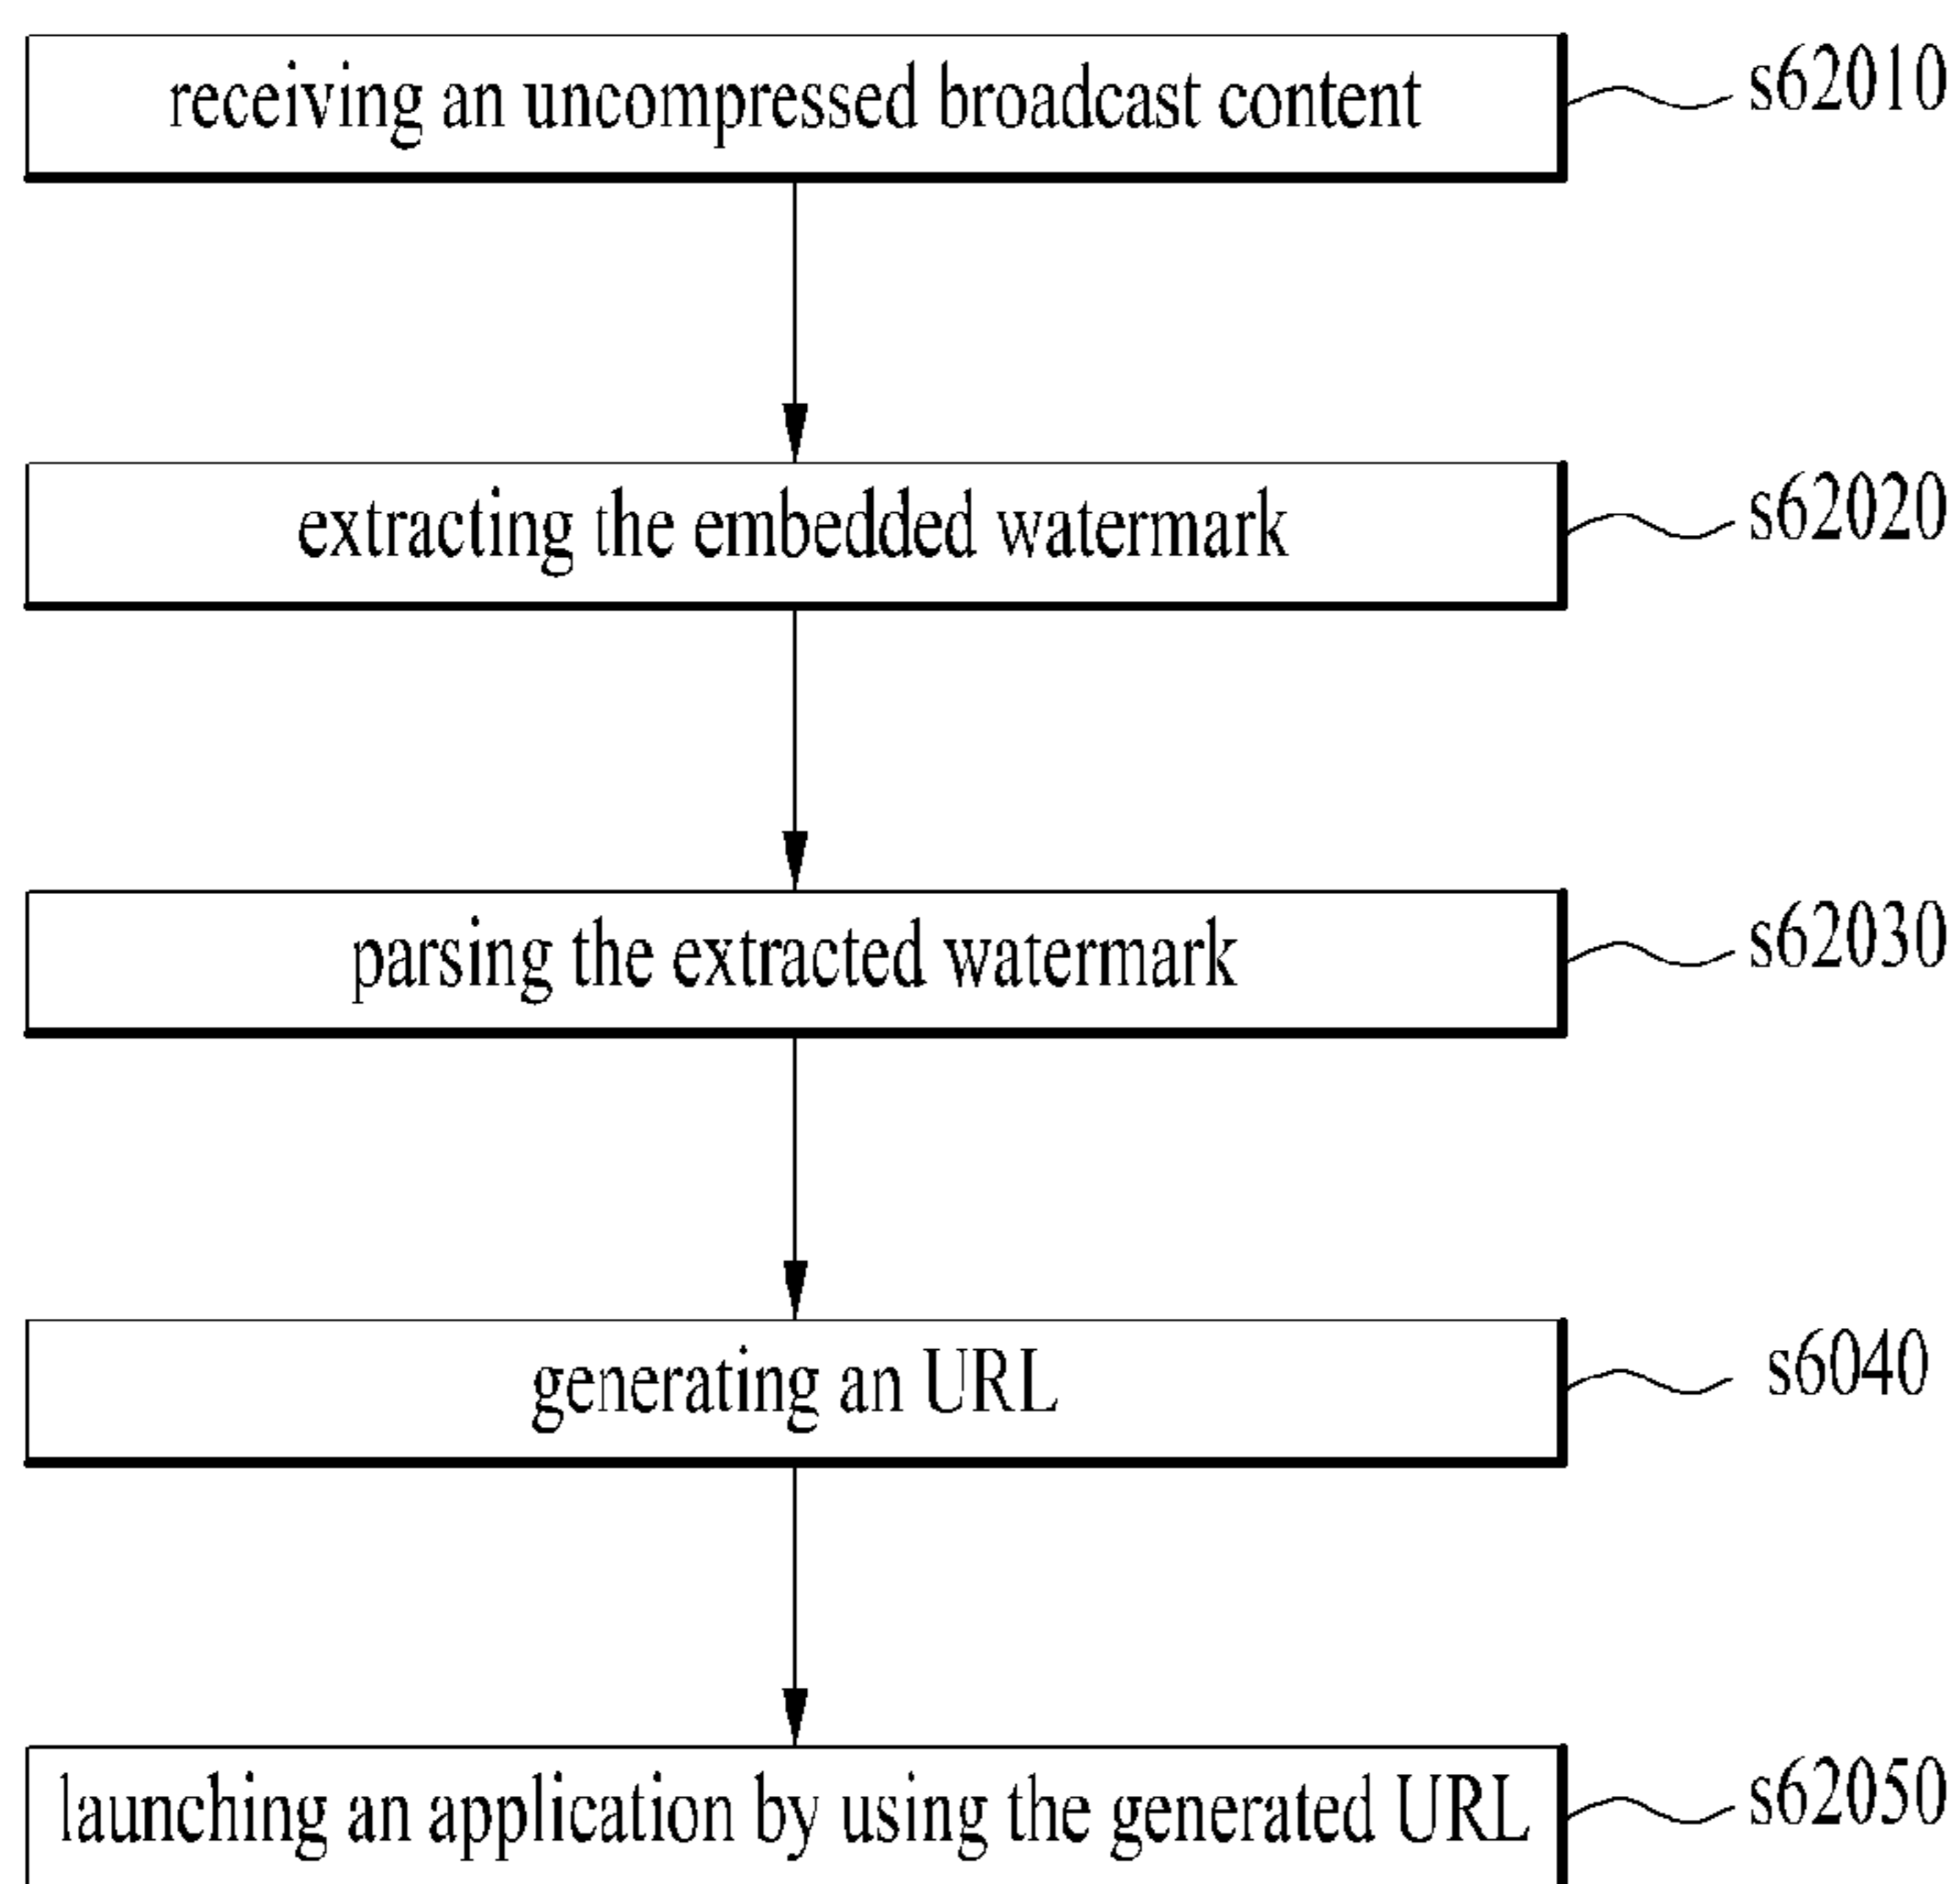 receiving an uncompressed broadcast content s62010
extracting the embedded watermark s62020
parsing the extracted watermark s62030
generating an URL s6040
launching an application by using the generated URL s62050